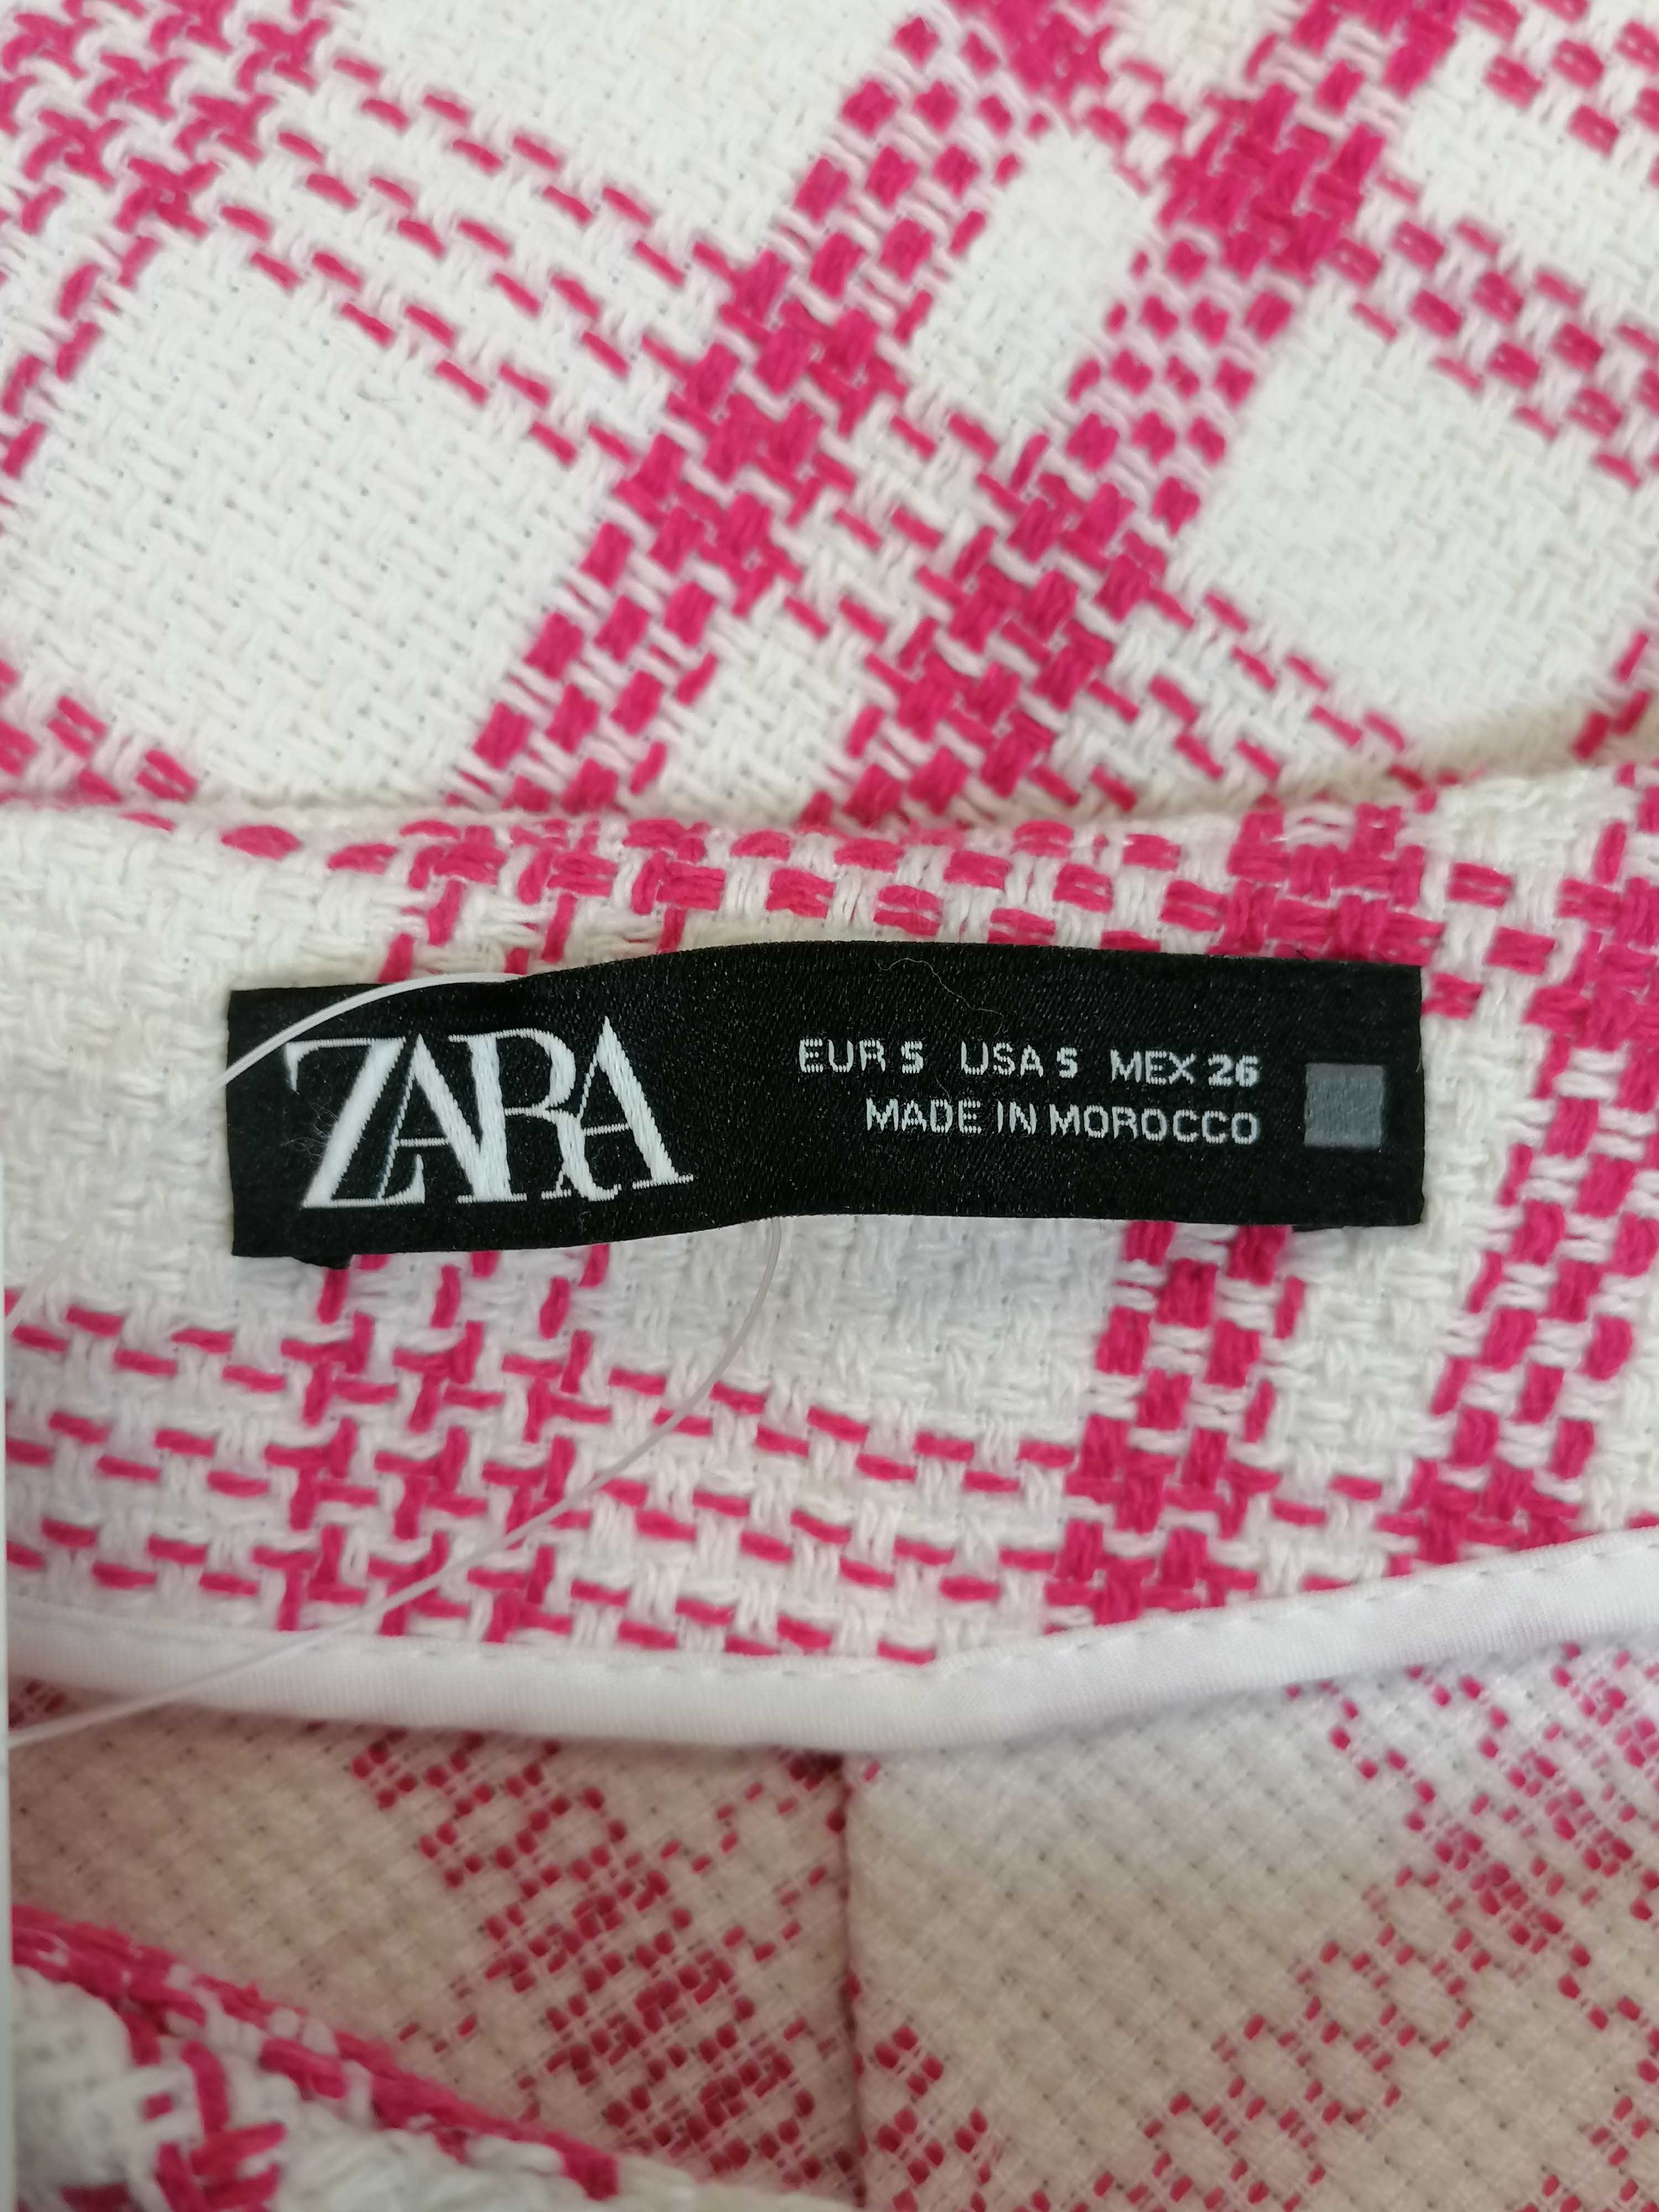 ZARA
EUR S USA S MEX 26
MADE IN MOROCCO